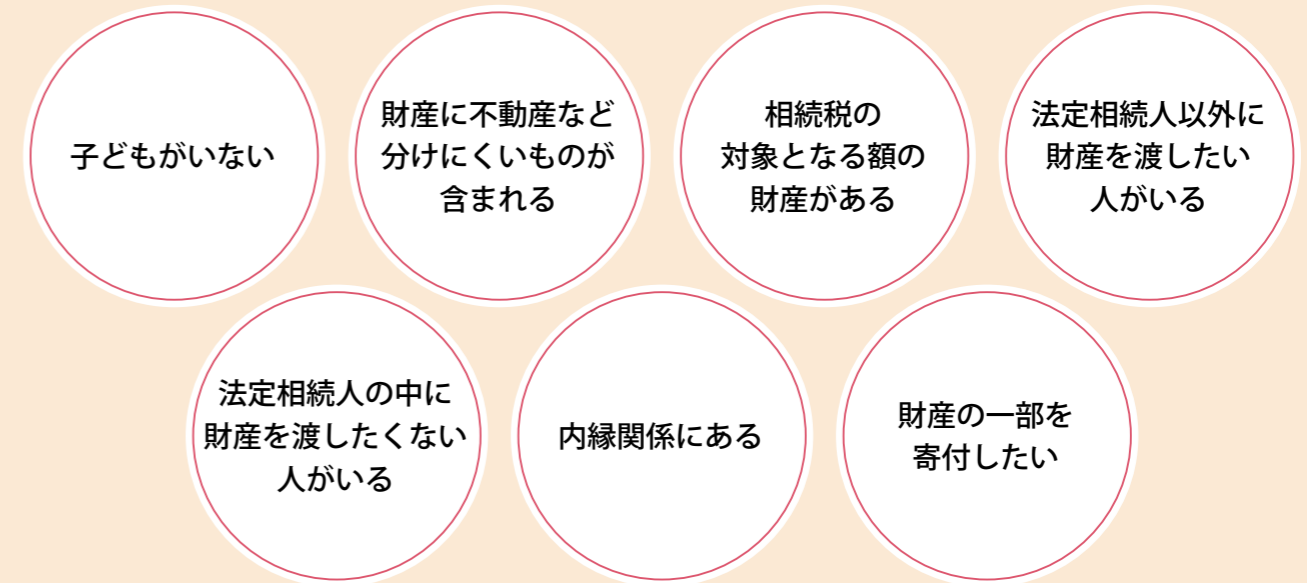 子どもがいない
財産に不動産など
分けにくいものが
含まれる
相続税の
対象となる額の
財産がある
法定相続人以外に
財産を渡したい
人がいる
法定相続人の中に
財産を渡したくない
人がいる
内縁関係にある
財産の一部を
寄付したい